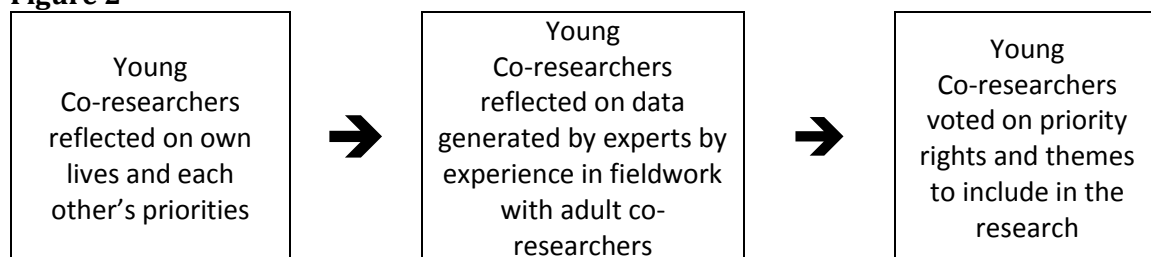 Figure 2
Young
Co-researchers
reflected on own
lives and each
other's priorities
Young
Co-researchers
reflected on data
generated by experts by
experience in fieldwork
with adult co-
researchers
Young
Co-researchers
voted on priority
rights and themes
to include in the
research